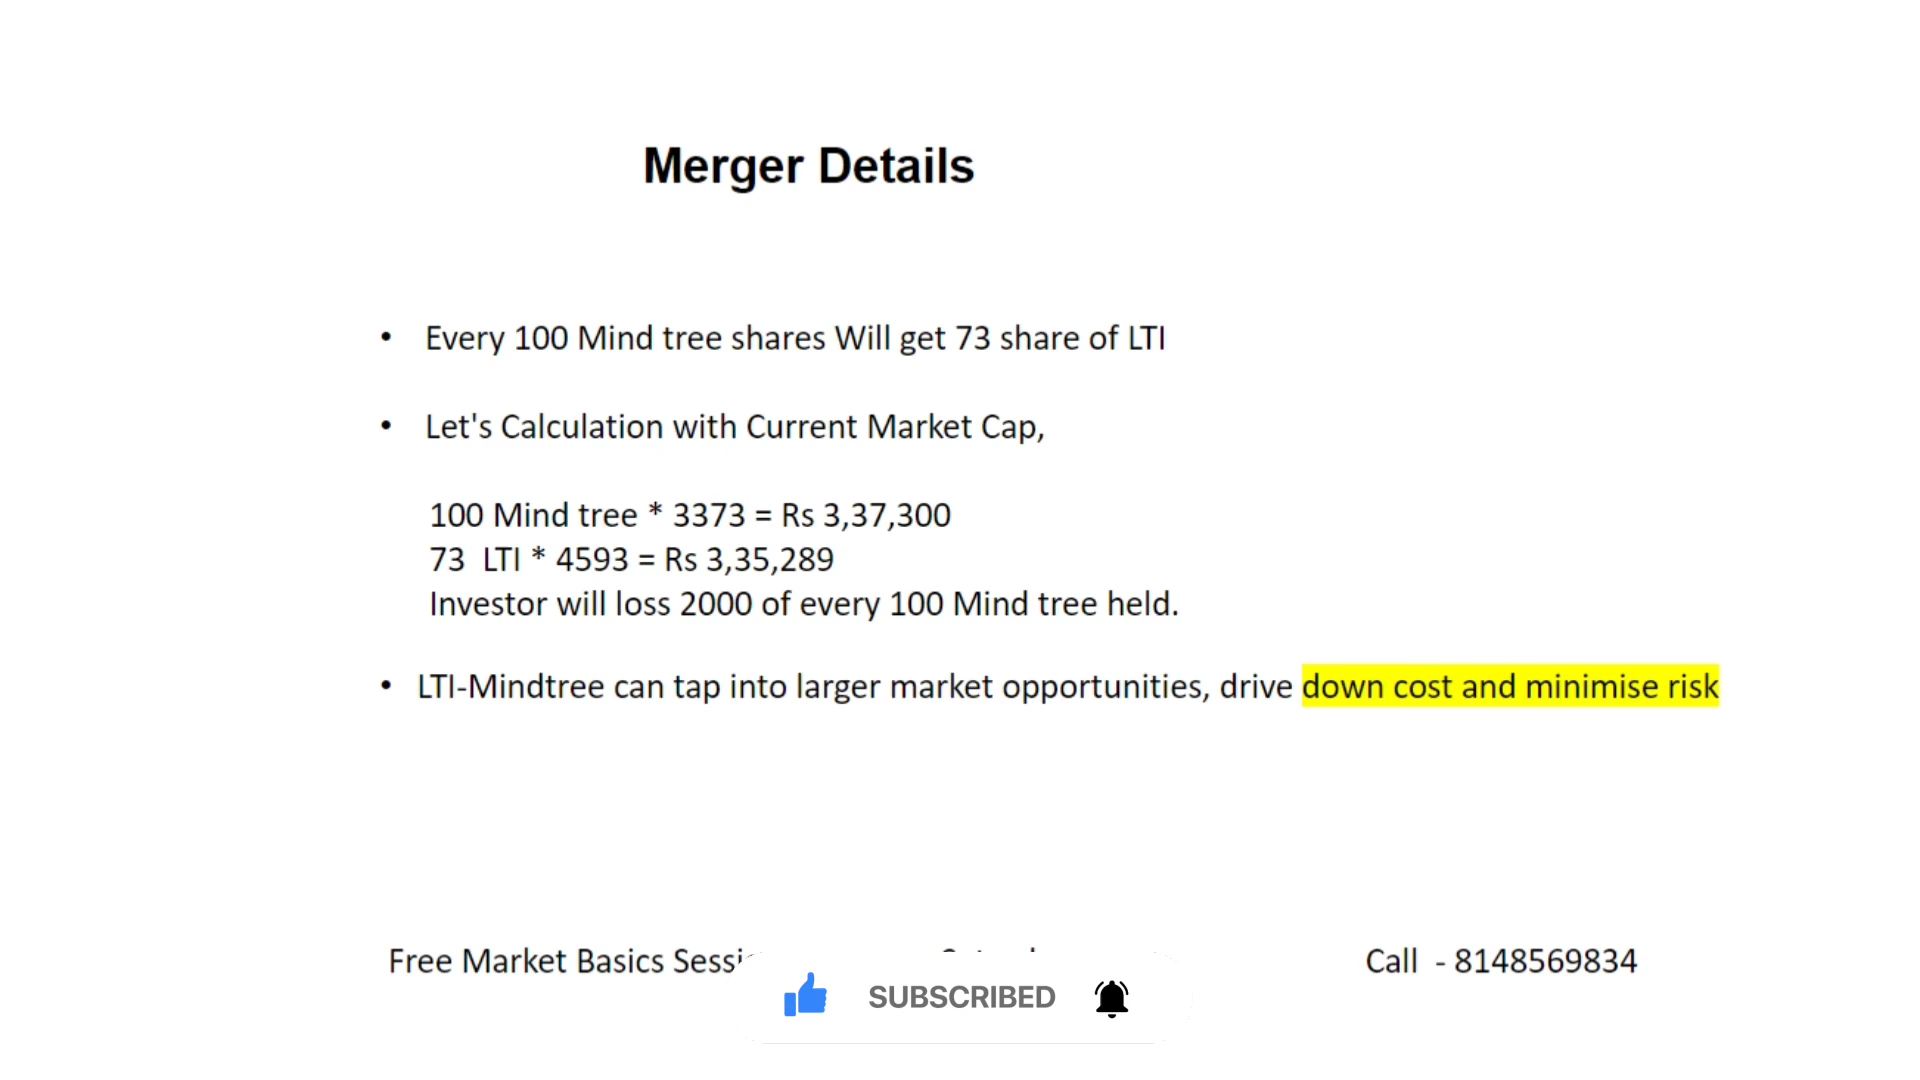 Merger Details
• Every 100 Mind tree shares Will get 73 share of LTI
• Let's Calculation with Current Market Cap,
100 Mind tree * 3373 = Rs 3,37,300
73 LTI * 4593 = Rs 3,35,289
Investor will loss 2000 of every 100 Mind tree held.
• LTI-Mindtree can tap into larger market opportunities, drive down cost and minimise risk
Free Market Basics Call - 8148569834
SUBSCRIBED